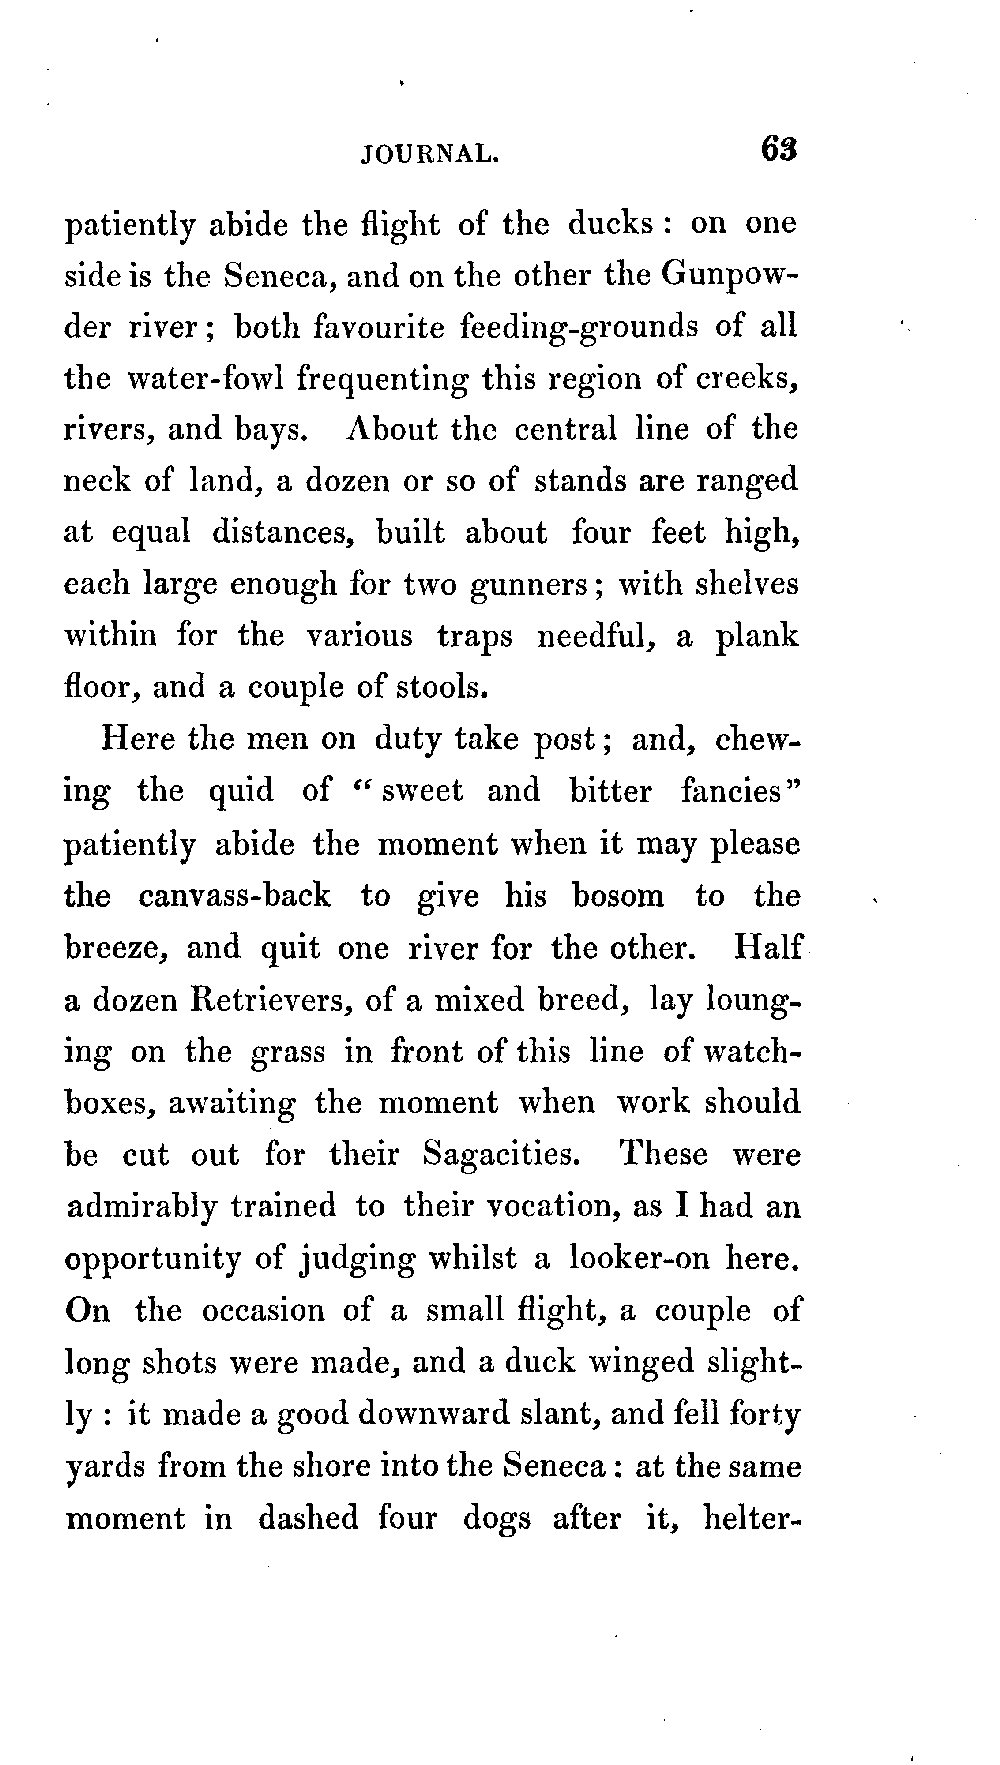 JOURNAL. 63
patiently abide the flight of the ducks : on one
side is the Seneca, and on the other the Gunpow-
der river ; both favourite feeding-grounds of all
the water-fowl frequenting this region of creeks,
rivers, and bays. About the central line of the
neck of land, a dozen or so of stands are ranged
at equal distances, built about four feet high,
each large enough for two gunners ; with shelves
within for the various traps needful, a plank
floor, and a couple of stools.
Here the men on duty take post ; and, chew-
ing the quid of “ sweet and bitter fancies”
patiently abide the moment when it may please
the canvass-back to give his bosom to the
breeze, and quit one river for the other. Half
a dozen Retrievers, of a mixed breed, lay loung-
ing on the grass in front of this line of watch-
boxes, awaiting the moment when work should
be cut out for their Sagacities. These were
admirably trained to their vocation, as I had an
opportunity of judging whilst a looker-on here.
On the occasion of a small flight, a couple of
long shots were made, and a duck winged slight-
ly : it made a good downward slant, and fell forty
yards from the shore into the Seneca : at the same
moment in dashed four dogs after it, helter-